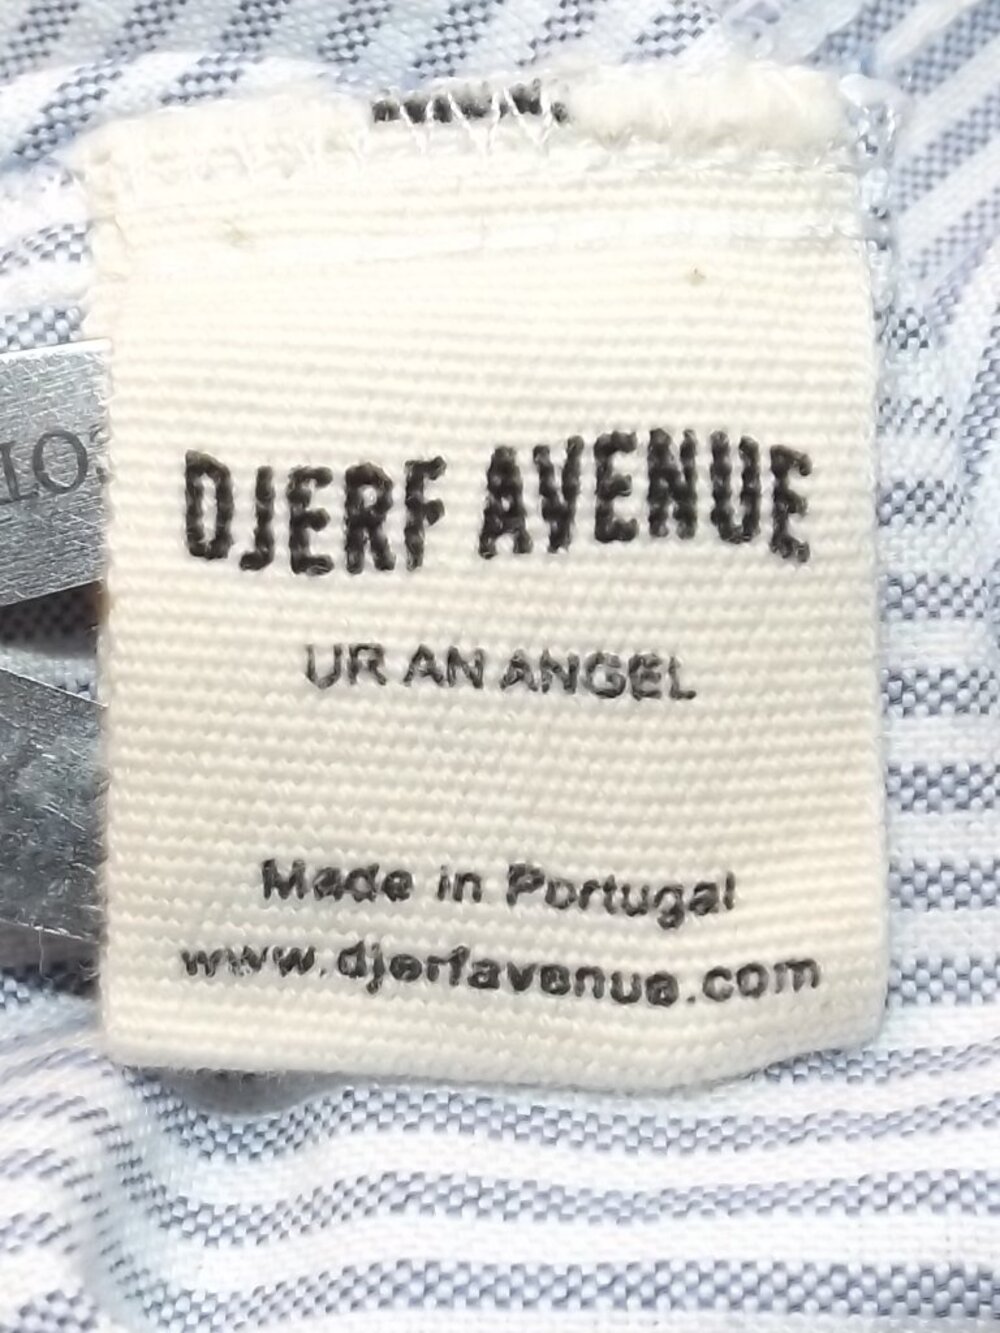 DJERF AVENUE
UR AN ANGEL
Made in Portugal
www.djerfavenue.com